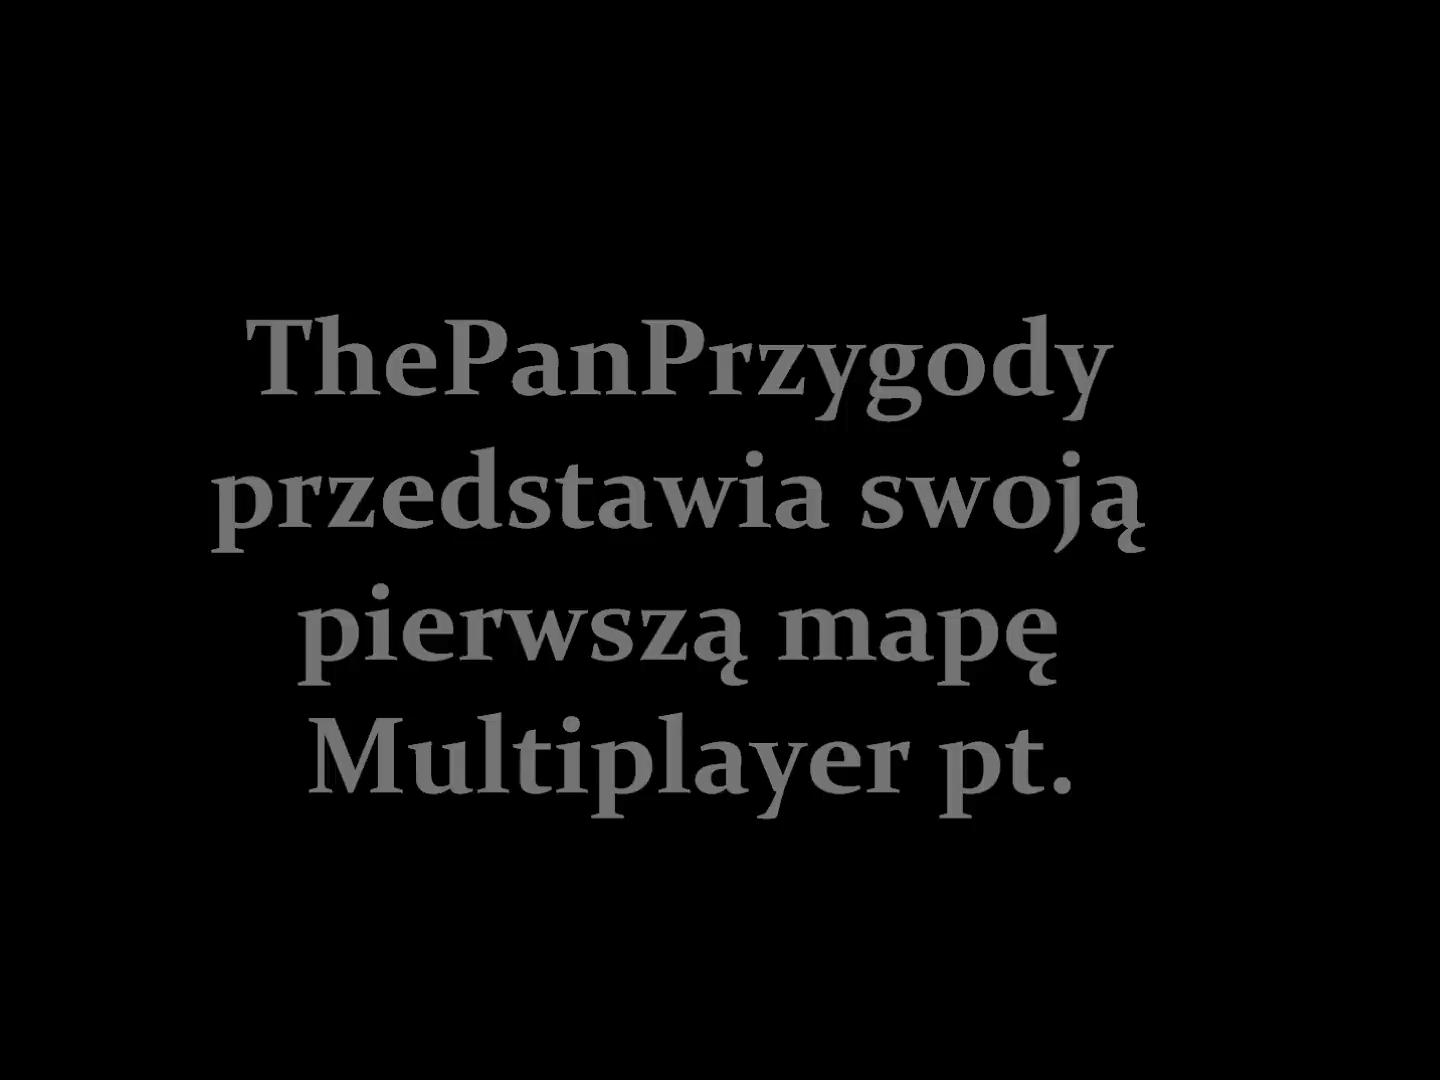 ThePanPrzygody
przedstawia swoją
pierwszą mapę
Multiplayer pt.